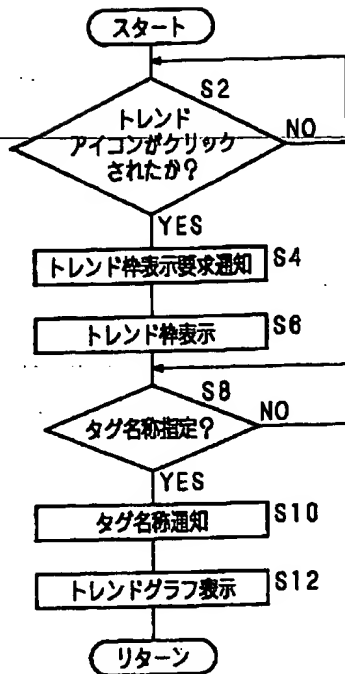 スタート
S2
トレンド
アイコンがクリック
されたか?
NO
YES
トレンド枠表示要求通知
S4
トレンド枠表示
S6
S8
タグ名称指定?
NO
YES
タグ名称通知
S10
トレンドグラフ表示
S12
リターン